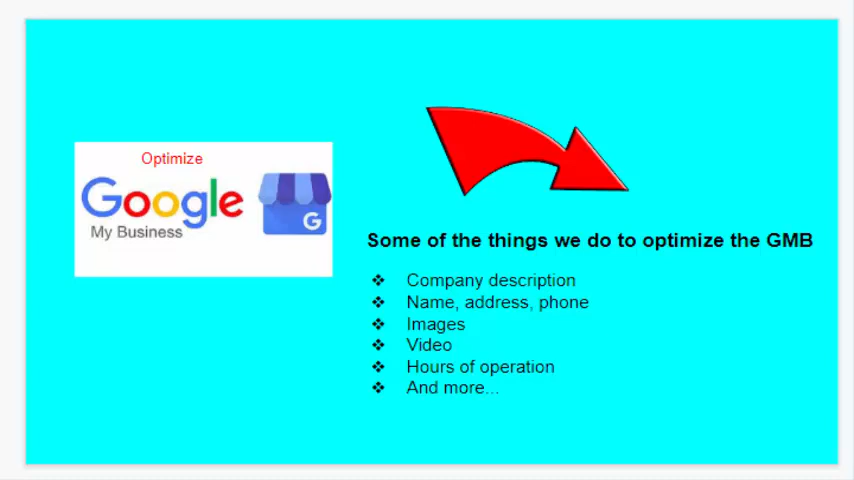 Optimize
Google
My Business
G
Some of the things we do to optimize the GMB
❖ Company description
❖ Name, address, phone
❖ Images
❖ Video
❖ Hours of operation
❖ And more...